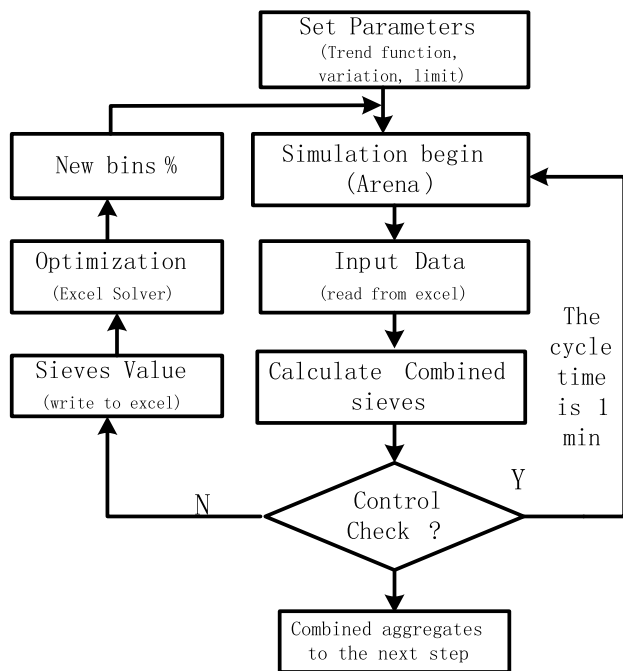 Set Parameters
(Trend function,
variation, limit)
New bins %
Simulation begin
(Arena)
Optimization
(Excel Solver)
Input Data
(read from excel)
The
cycle
time
is 1
min
Sieves Value
(write to excel)
Calculate Combined
sieves
N
Y
Control
Check ?
Combined aggregates
to the next step